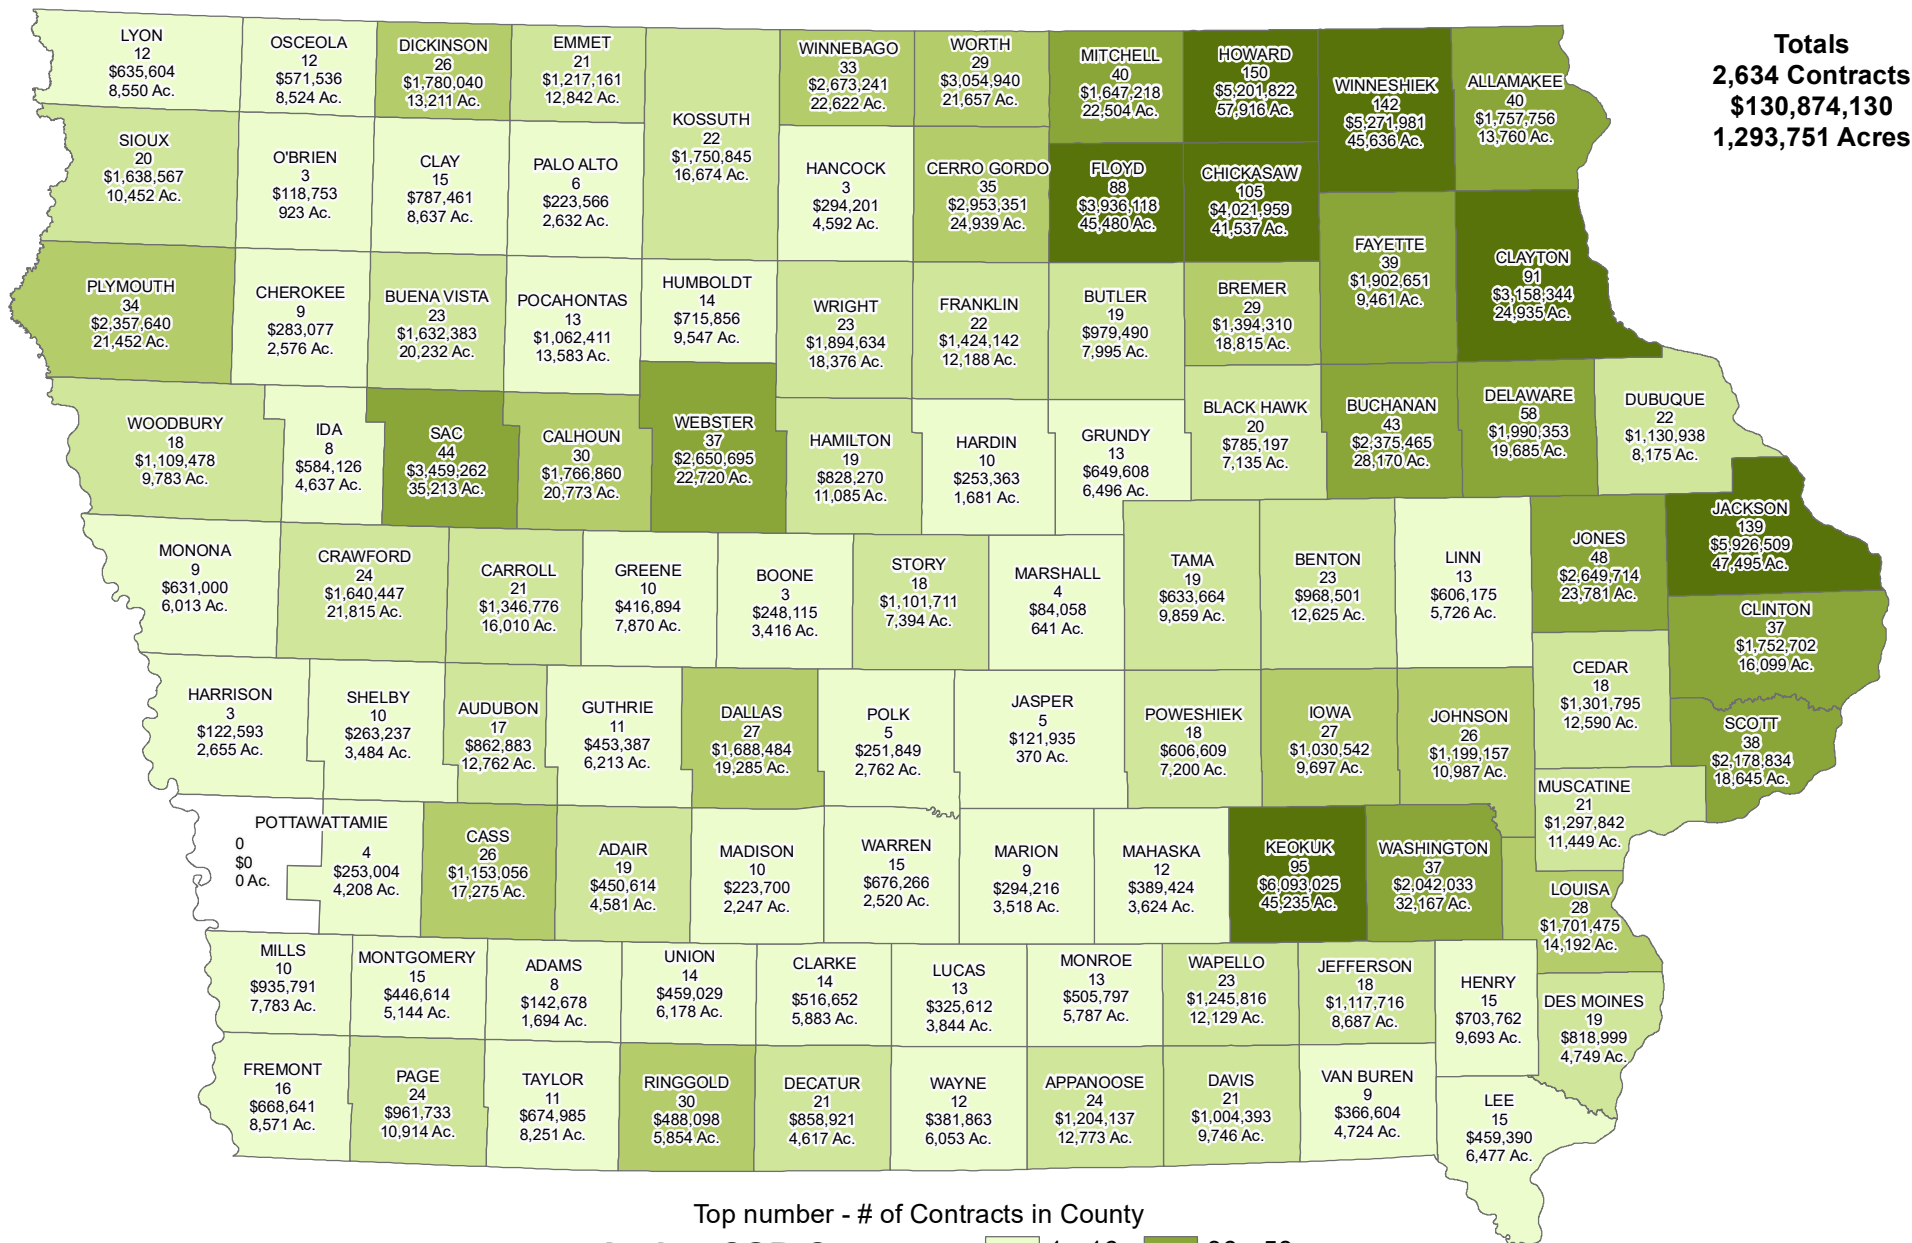 Totals
2,634 Contracts
$130,874,130
1,293,751 Acres
LYON
12
$635,604
8,550 Ac.
OSCEOLA
12
$571,536
8,524 Ac.
DICKINSON
26
$1,780,040
13,211 Ac.
EMMET
21
$1,217,161
12,842 Ac.
KOSSUTH
22
$1,750,845
16,674 Ac.
WINNEBAGO
33
$2,673,241
22,622 Ac.
WORTH
29
$3,054,940
21,657 Ac.
MITCHELL
40
$1,647,218
22,504 Ac.
HOWARD
150
$5,201,822
57,916 Ac.
WINNESHIEK
142
$5,271,981
45,636 Ac.
ALLAMAKEE
40
$1,757,756
13,760 Ac.
SIOUX
20
$1,638,567
10,452 Ac.
O'BRIEN
3
$118,753
923 Ac.
CLAY
15
$787,461
8,637 Ac.
PALO ALTO
6
$223,566
2,632 Ac.
HANCOCK
3
$294,201
4,592 Ac.
CERRO GORDO
35
$2,953,351
24,939 Ac.
FLOYD
88
$3,936,118
45,480 Ac.
CHICKASAW
105
$4,021,959
41,537 Ac.
FAYETTE
39
$1,902,651
9,461 Ac.
CLAYTON
91
$3,158,344
24,935 Ac.
PLYMOUTH
34
$2,357,640
21,452 Ac.
CHEROKEE
9
$283,077
2,576 Ac.
BUENA VISTA
23
$1,632,383
20,232 Ac.
POCAHONTAS
13
$1,062,411
13,583 Ac.
HUMBOLDT
14
$715,856
9,547 Ac.
WRIGHT
23
$1,894,634
18,376 Ac.
FRANKLIN
22
$1,424,142
12,188 Ac.
BUTLER
19
$979,490
7,995 Ac.
BREMER
29
$1,394,310
18,815 Ac.
WOODBURY
18
$1,109,478
9,783 Ac.
IDA
8
$584,126
4,637 Ac.
SAC
44
$3,459,262
35,213 Ac.
CALHOUN
30
$1,766,860
20,773 Ac.
WEBSTER
37
$2,650,695
22,720 Ac.
HAMILTON
19
$828,270
11,085 Ac.
HARDIN
10
$253,363
1,681 Ac.
GRUNDY
13
$649,608
6,496 Ac.
BLACK HAWK
20
$785,197
7,135 Ac.
BUCHANAN
43
$2,375,465
28,170 Ac.
DELAWARE
58
$1,990,353
19,685 Ac.
DUBUQUE
22
$1,130,938
8,175 Ac.
MONONA
9
$631,000
6,013 Ac.
CRAWFORD
24
$1,640,447
21,815 Ac.
CARROLL
21
$1,346,776
16,010 Ac.
GREENE
10
$416,894
7,870 Ac.
BOONE
3
$248,115
3,416 Ac.
STORY
18
$1,101,711
7,394 Ac.
MARSHALL
4
$84,058
641 Ac.
TAMA
19
$633,664
9,859 Ac.
BENTON
23
$968,501
12,625 Ac.
LINN
13
$606,175
5,726 Ac.
JONES
48
$2,649,714
23,781 Ac.
JACKSON
139
$5,926,509
47,495 Ac.
CLINTON
37
$1,752,702
16,099 Ac.
HARRISON
3
$122,593
2,655 Ac.
SHELBY
10
$263,237
3,484 Ac.
AUDUBON
17
$862,883
12,762 Ac.
GUTHRIE
11
$453,387
6,213 Ac.
DALLAS
27
$1,688,484
19,285 Ac.
POLK
5
$251,849
2,762 Ac.
JASPER
5
$121,935
370 Ac.
POWESHIEK
18
$606,609
7,200 Ac.
IOWA
27
$1,030,542
9,697 Ac.
JOHNSON
26
$1,199,157
10,987 Ac.
CEDAR
18
$1,301,795
12,590 Ac.
SCOTT
38
$2,178,834
18,645 Ac.
MUSCATINE
21
$1,297,842
11,449 Ac.
POTTAWATTAMIE
0
$0
0 Ac.
4
$253,004
4,208 Ac.
CASS
26
$1,153,056
17,275 Ac.
ADAIR
19
$450,614
4,581 Ac.
MADISON
10
$223,700
2,247 Ac.
WARREN
15
$676,266
2,520 Ac.
MARION
9
$294,216
3,518 Ac.
MAHASKA
12
$389,424
3,624 Ac.
KEOKUK
95
$6,093,025
45,235 Ac.
WASHINGTON
37
$2,042,033
32,167 Ac.
LOUISA
28
$1,701,475
14,192 Ac.
MILLS
10
$935,791
7,783 Ac.
MONTGOMERY
15
$446,614
5,144 Ac.
ADAMS
8
$142,678
1,694 Ac.
UNION
14
$459,029
6,178 Ac.
CLARKE
14
$516,652
5,883 Ac.
LUCAS
13
$325,612
3,844 Ac.
MONROE
13
$505,797
5,787 Ac.
WAPELLO
23
$1,245,816
12,129 Ac.
JEFFERSON
18
$1,117,716
8,687 Ac.
HENRY
15
$703,762
9,693 Ac.
DES MOINES
19
$818,999
4,749 Ac.
FREMONT
16
$668,641
8,571 Ac.
PAGE
24
$961,733
10,914 Ac.
TAYLOR
11
$674,985
8,251 Ac.
RINGGOLD
30
$488,098
5,854 Ac.
DECATUR
21
$858,921
4,617 Ac.
WAYNE
12
$381,863
6,053 Ac.
APPANOOSE
24
$1,204,137
12,773 Ac.
DAVIS
21
$1,004,393
9,746 Ac.
VAN BUREN
9
$366,604
4,724 Ac.
LEE
15
$459,390
6,477 Ac.
Top number - # of Contracts in County